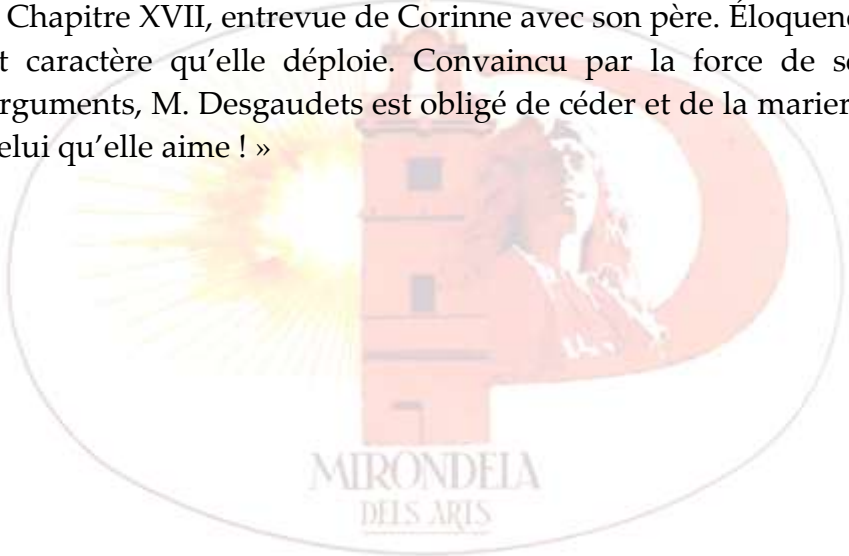 Chapitre XVII, entrevue de Corinne avec son père. Éloquenc
t caractère qu’elle déploie. Convaincu par la force de se
rguments, M. Desgaudets est obligé de céder et de la marier
elui qu’elle aime ! »
MIRONDELA
DELS ARTS